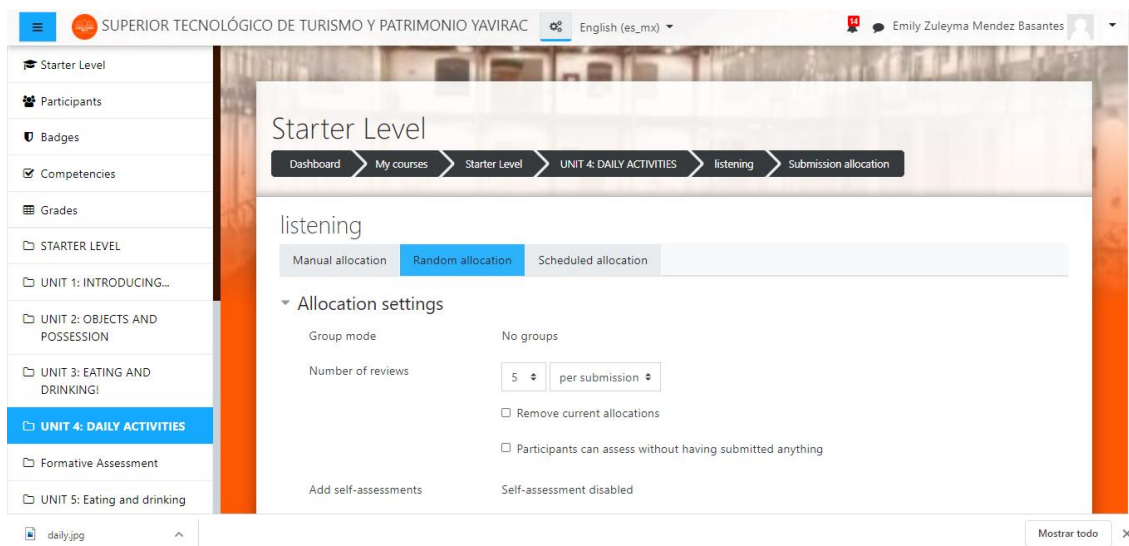 SUPERIOR TECNOLÓGICO DE TURISMO Y PATRIMONIO YAVIRAC
English (es_mx)
14
Emily Zuleyma Mendez Basantes
Starter Level
Participants
Badges
Competencies
Grades
STARTER LEVEL
UNIT 1: INTRODUCING...
UNIT 2: OBJECTS AND
POSSESSION
UNIT 3: EATING AND
DRINKING!
UNIT 4: DAILY ACTIVITIES
Formative Assessment
UNIT 5: Eating and drinking
Starter Level
Dashboard
My courses
Starter Level
UNIT 4: DAILY ACTIVITIES
listening
Submission allocation
listening
Manual allocation
Random allocation
Scheduled allocation
Allocation settings
Group mode No groups
Number of reviews 5 per submission
Remove current allocations
Participants can assess without having submitted anything
Add self-assessments Self-assessment disabled
daily.jpg
Mostrar todo